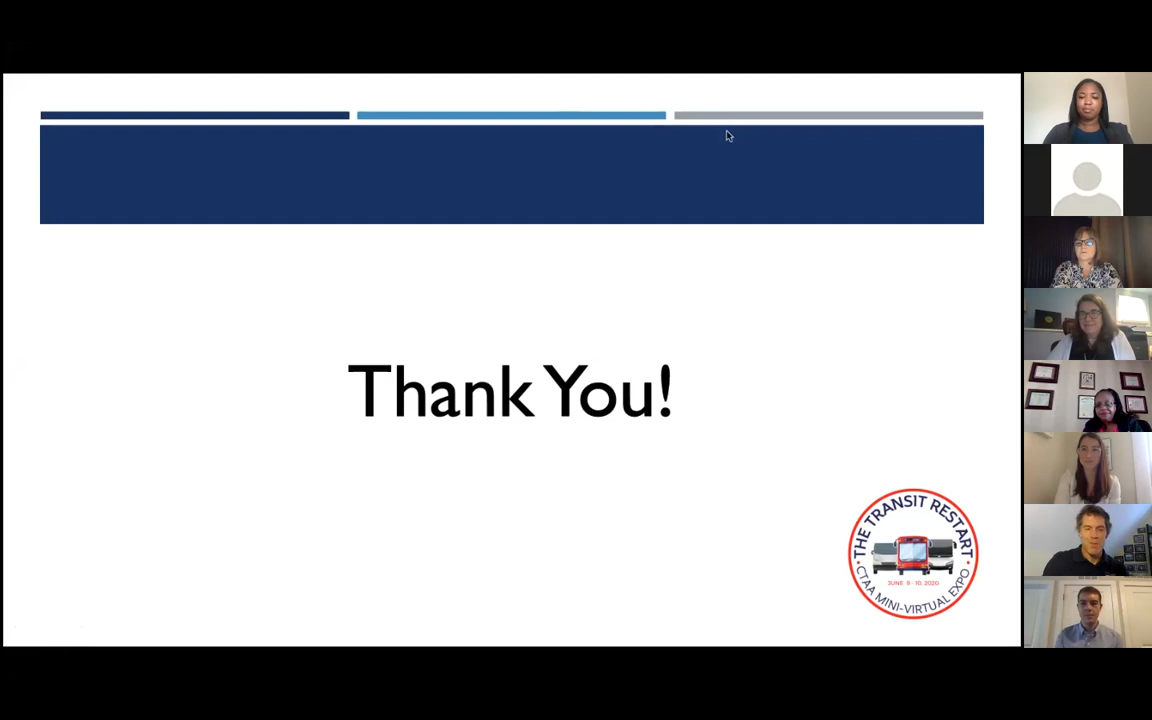 Thank You!
THE TRANSIT RESTART
JUNE 9 - 10, 2020
CTAA MINI-VIRTUAL EXPO